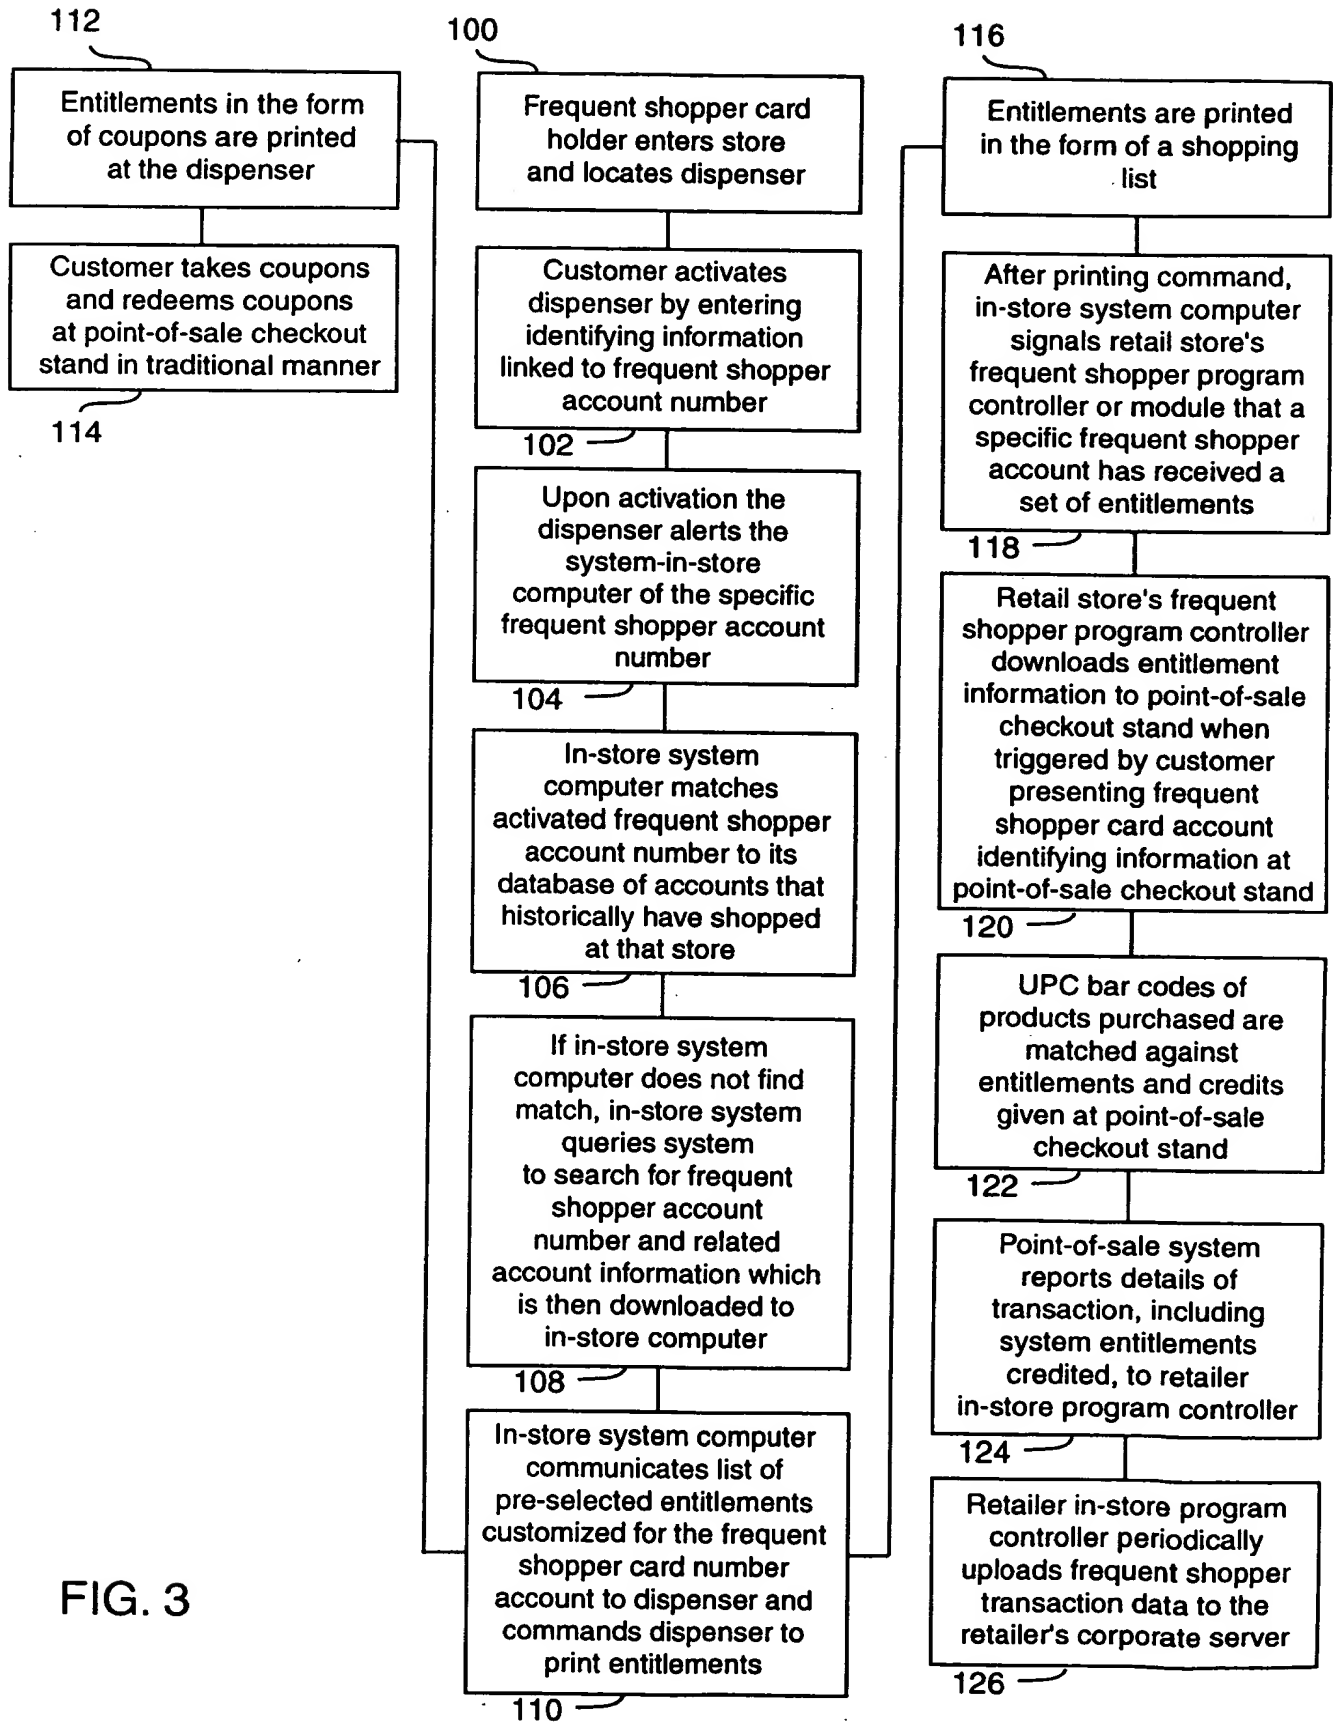 112
Entitlements in the form
of coupons are printed
at the dispenser
Customer takes coupons
and redeems coupons
at point-of-sale checkout
stand in traditional manner
114
100
Frequent shopper card
holder enters store
and locates dispenser
Customer activates
dispenser by entering
identifying information
linked to frequent shopper
account number
102
Upon activation the
dispenser alerts the
system-in-store
computer of the specific
frequent shopper account
number
104
In-store system
computer matches
activated frequent shopper
account number to its
database of accounts that
historically have shopped
at that store
106
If in-store system
computer does not find
match, in-store system
queries system
to search for frequent
shopper account
number and related
account information which
is then downloaded to
in-store computer
108
In-store system computer
communicates list of
pre-selected entitlements
customized for the frequent
shopper card number
account to dispenser and
commands dispenser to
print entitlements
110
116
Entitlements are printed
in the form of a shopping
list
After printing command,
in-store system computer
signals retail store's
frequent shopper program
controller or module that a
specific frequent shopper
account has received a
set of entitlements
118
Retail store's frequent
shopper program controller
downloads entitlement
information to point-of-sale
checkout stand when
triggered by customer
presenting frequent
shopper card account
identifying information at
point-of-sale checkout stand
120
UPC bar codes of
products purchased are
matched against
entitlements and credits
given at point-of-sale
checkout stand
122
Point-of-sale system
reports details of
transaction, including
system entitlements
credited, to retailer
in-store program controller
124
Retailer in-store program
controller periodically
uploads frequent shopper
transaction data to the
retailer's corporate server
126
FIG. 3